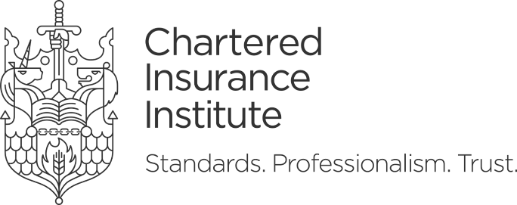 Chartered
Insurance
Institute
Standards. Professionalism. Trust.